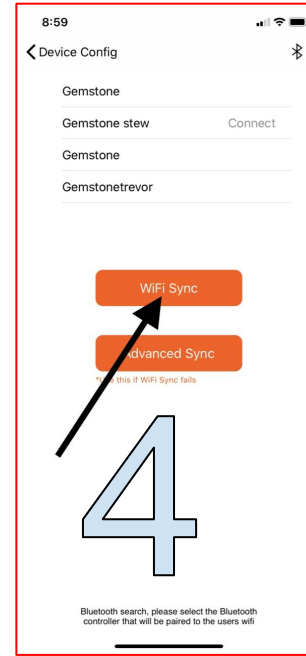 8:59
Device Config
Gemstone
Gemstone stew Connect
Gemstone
Gemstonetrevor
WiFi Sync
Advanced Sync
*Use this if WiFi Sync fails
4
Bluetooth search, please select the Bluetooth
controller that will be paired to the users wifi